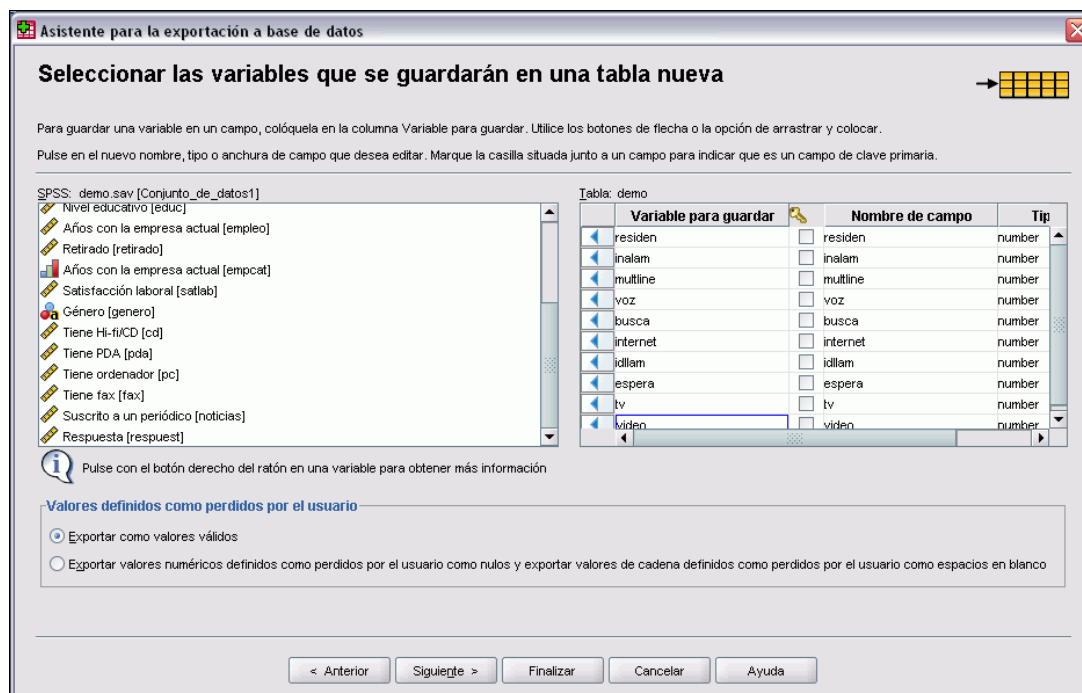 Asistente para la exportación a base de datos
Seleccionar las variables que se guardarán en una tabla nueva
Para guardar una variable en un campo, colóquela en la columna Variable para guardar. Utilice los botones de flecha o la opción de arrastrar y colocar.
Pulse en el nuevo nombre, tipo o anchura de campo que desea editar. Marque la casilla situada junto a un campo para indicar que es un campo de clave primaria.
SPSS: demo.sav [Conjunto_de_datos1]
Nivel educativo [educ]
Años con la empresa actual [empleo]
Retirado [retirado]
Años con la empresa actual [empcat]
Satisfacción laboral [satlab]
Género [genero]
Tiene Hi-fi/CD [cd]
Tiene PDA [pda]
Tiene ordenador [pc]
Tiene fax [fax]
Suscrito a un periódico [noticias]
Respuesta [respuest]
Tabla: demo
Variable para guardar Nombre de campo Tip
residen residen number
inalam inalam number
multline multline number
voz voz number
busca busca number
internet internet number
idllam idllam number
espera espera number
tv tv number
video video number
Pulse con el botón derecho del ratón en una variable para obtener más información
Valores definidos como perdidos por el usuario
Exportar como valores válidos
Exportar valores numéricos definidos como perdidos por el usuario como nulos y exportar valores de cadena definidos como perdidos por el usuario como espacios en blanco
< Anterior Siguiente > Finalizar Cancelar Ayuda